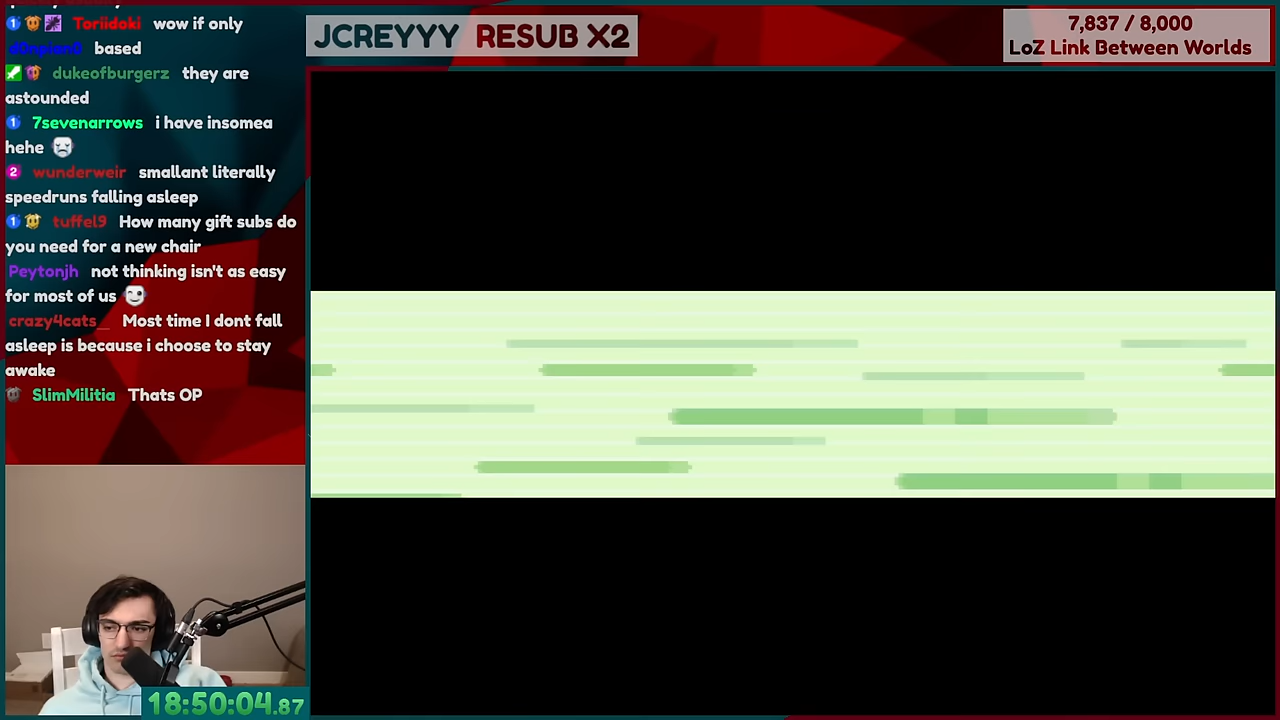 Toriidoki wow if only
d0npian0 based
dukeofburgerz they are
astounded
7sevenarrows i have insomea
hehe
2 wunderweir smallant literally
speedruns falling asleep
tuffel9 How many gift subs do
you need for a new chair
Peytonjh not thinking isn't as easy
for most of us
crazy4cats_ Most time I dont fall
asleep is because i choose to stay
awake
SlimMilitia Thats OP
JCREYYY RESUB X2
7,837 / 8,000
LoZ Link Between Worlds
18:50:04.87